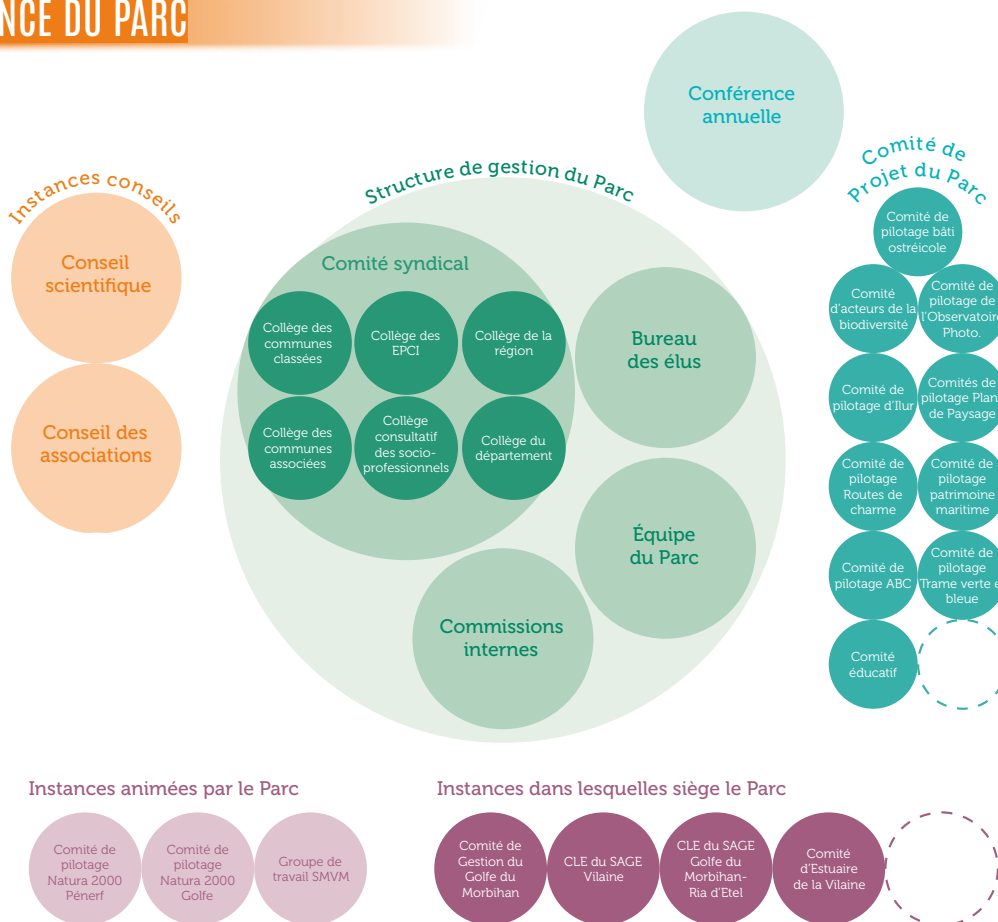 NCE DU PARC
Conférence
annuelle
Instances conseils
Conseil
scientifique
Conseil des
associations
Structure de gestion du Parc
Comité syndical
Collège des
communes
classées
Collège des
EPCI
Collège de la
région
Collège des
communes
associées
Collège
consultatif
des socio-
professionnels
Collège du
département
Bureau
des élus
Équipe
du Parc
Commissions
internes
Comité de
Projet du Parc
Comité de
pilotage bâti
ostréicole
Comité
d'acteurs de la
biodiversité
Comité de
pilotage de
l'Observatoire
Photo.
Comité de
pilotage d'Ilur
Comités de
pilotage Plan
de Paysage
Comité de
pilotage
Routes de
charme
Comité de
pilotage
patrimoine
maritime
Comité de
pilotage ABC
Comité de
pilotage
Trame verte e
bleue
Comité
éducatif
Instances animées par le Parc
Comité de
pilotage
Natura 2000
Pénerf
Comité de
pilotage
Natura 2000
Golfe
Groupe de
travail SMVM
Instances dans lesquelles siège le Parc
Comité de
Gestion du
Golfe du
Morbihan
CLE du SAGE
Vilaine
CLE du SAGE
Golfe du
Morbihan-
Ria d'Etel
Comité
d'Estuaire
de la Vilaine